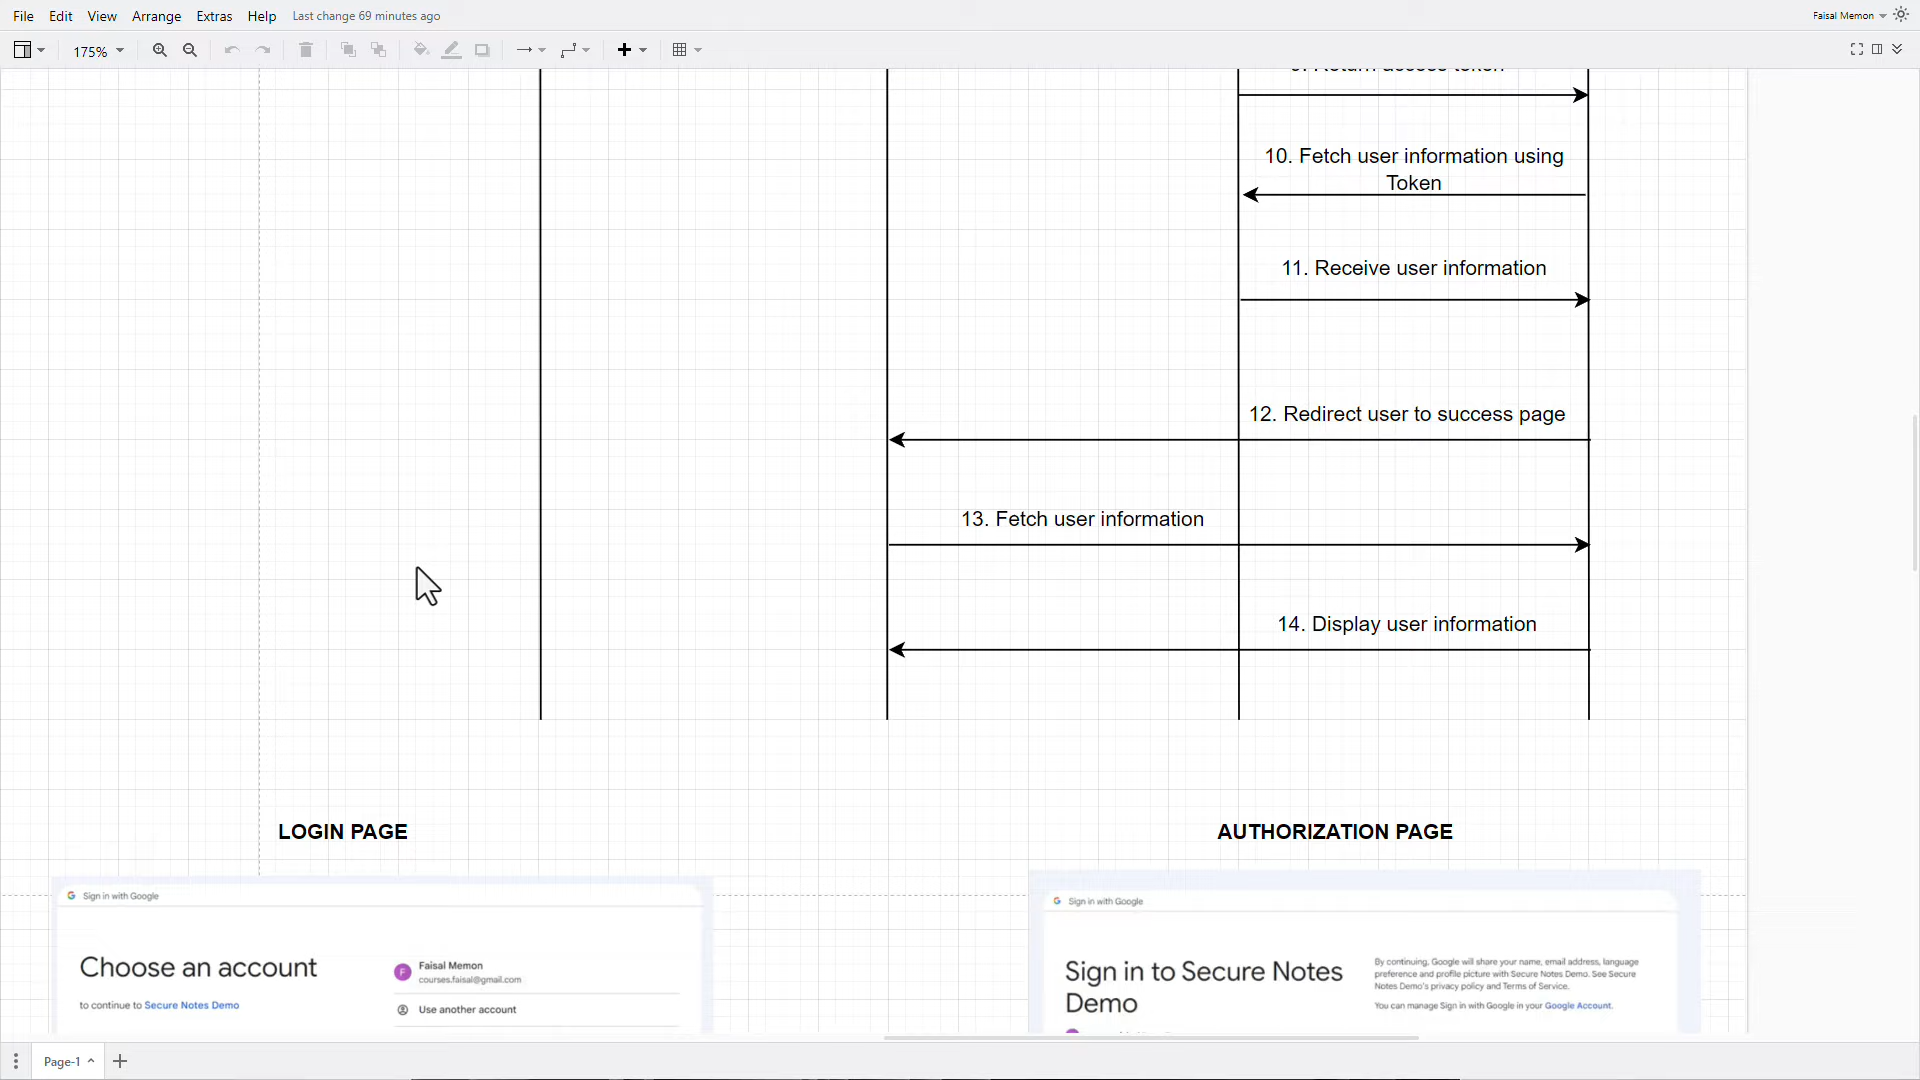 File Edit View Arrange Extras Help Last change 69 minutes ago
Faisal Memon
175%
9. Return access token
10. Fetch user information using
Token
11. Receive user information
12. Redirect user to success page
13. Fetch user information
14. Display user information
LOGIN PAGE
AUTHORIZATION PAGE
G Sign in with Google
Choose an account
to continue to Secure Notes Demo
F Faisal Memon
courses.faisal@gmail.com
Use another account
G Sign in with Google
Sign in to Secure Notes
Demo
By continuing, Google will share your name, email address, language
preference and profile picture with Secure Notes Demo. See Secure
Notes Demo's privacy policy and Terms of Service.
You can manage Sign in with Google in your Google Account.
Page-1